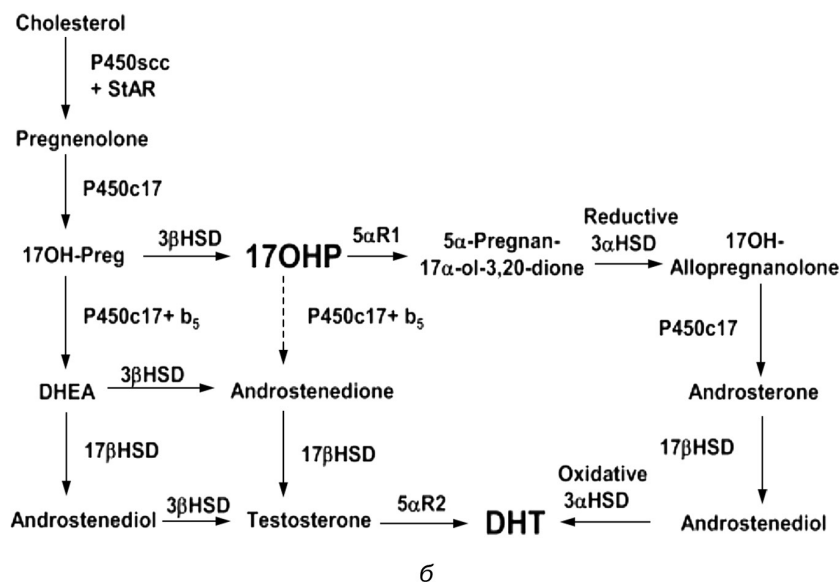 Cholesterol
P450scc
+ StAR
Pregnenolone
P450c17
17OH-Preg
3βHSD
17OHP
5αR1
5α-Pregnan-
17α-ol-3,20-dione
Reductive
3αHSD
17OH-
Allopregnanolone
P450c17+ b₅
P450c17+ b₅
P450c17
DHEA
3βHSD
Androstenedione
Androsterone
17βHSD
17βHSD
17βHSD
Androstenediol
3βHSD
Testosterone
5αR2
DHT
Oxidative
3αHSD
Androstenediol
б